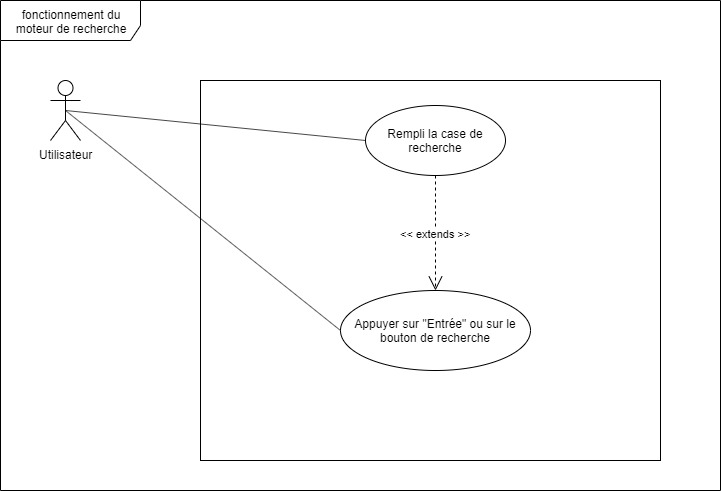 fonctionnement du
moteur de recherche
Utilisateur
Rempli la case de
recherche
<< extends >>
Appuyer sur "Entrée" ou sur le
bouton de recherche